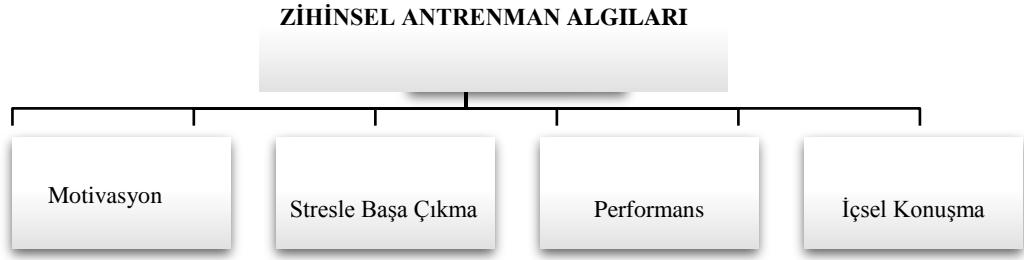 ZİHİNSEL ANTRENMAN ALGILARI
Motivasyon
Stresle Başa Çıkma
Performans
İçsel Konuşma